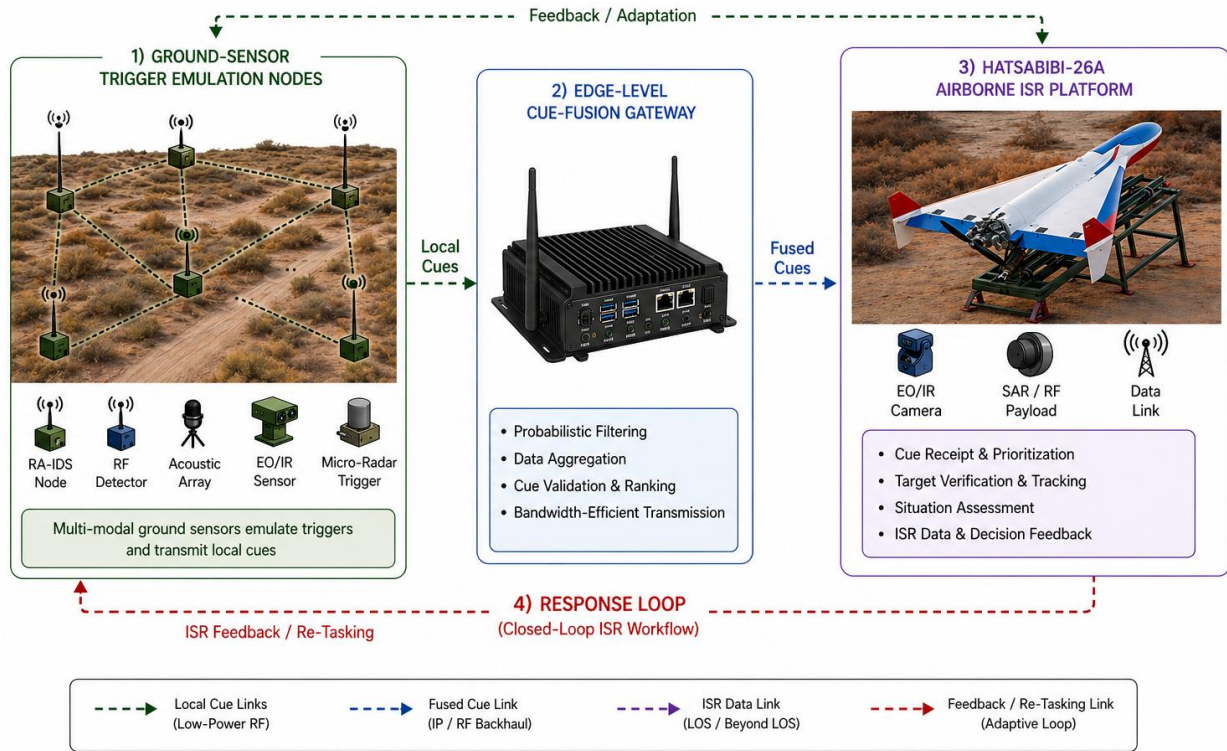 Feedback / Adaptation
1) GROUND-SENSOR
TRIGGER EMULATION NODES
RA-IDS
Node
RF
Detector
Acoustic
Array
EO/IR
Sensor
Micro-Radar
Trigger
Multi-modal ground sensors emulate triggers
and transmit local cues
Local
Cues
2) EDGE-LEVEL
CUE-FUSION GATEWAY
• Probabilistic Filtering
• Data Aggregation
• Cue Validation & Ranking
• Bandwidth-Efficient Transmission
Fused
Cues
3) HATSABIBI-26A
AIRBORNE ISR PLATFORM
EO/IR
Camera
SAR / RF
Payload
Data
Link
• Cue Receipt & Prioritization
• Target Verification & Tracking
• Situation Assessment
• ISR Data & Decision Feedback
4) RESPONSE LOOP
(Closed-Loop ISR Workflow)
ISR Feedback / Re-Tasking
Local Cue Links
(Low-Power RF)
Fused Cue Link
(IP / RF Backhaul)
ISR Data Link
(LOS / Beyond LOS)
Feedback / Re-Tasking Link
(Adaptive Loop)